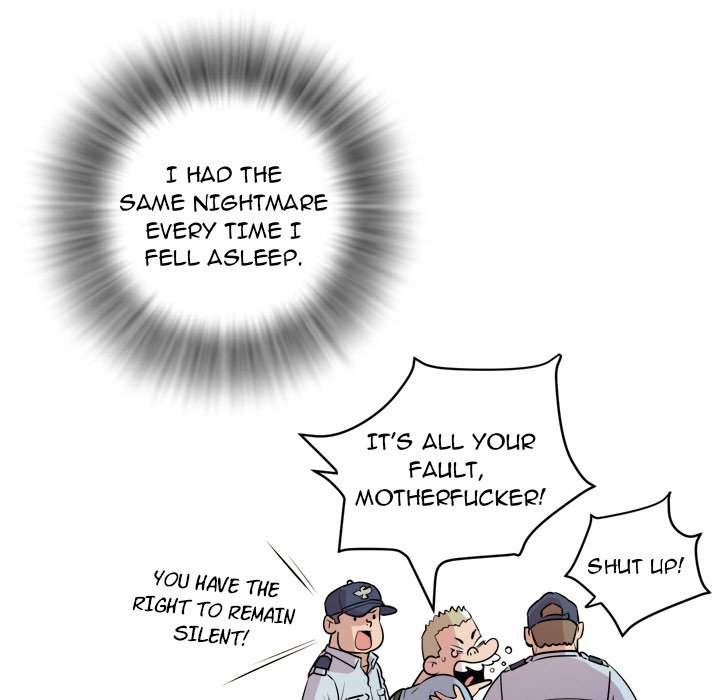 I HAD THE
SAME NIGHTMARE
EVERY TIME I
FELL ASLEEP.
IT'S ALL YOUR
FAULT,
MOTHERFUCKER!
SHUT UP!
YOU HAVE THE
RIGHT TO REMAIN
SILENT!